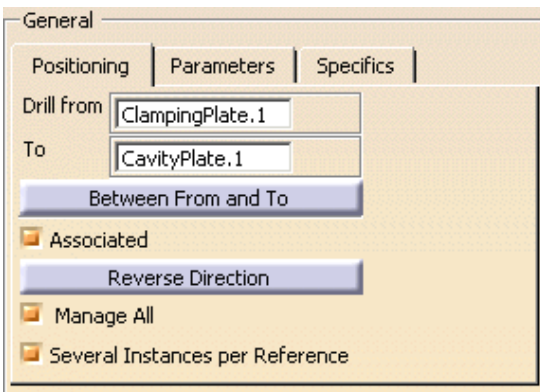 General
Positioning Parameters Specifics
Drill from ClampingPlate.1
To CavityPlate.1
Between From and To
Associated
Reverse Direction
Manage All
Several Instances per Reference